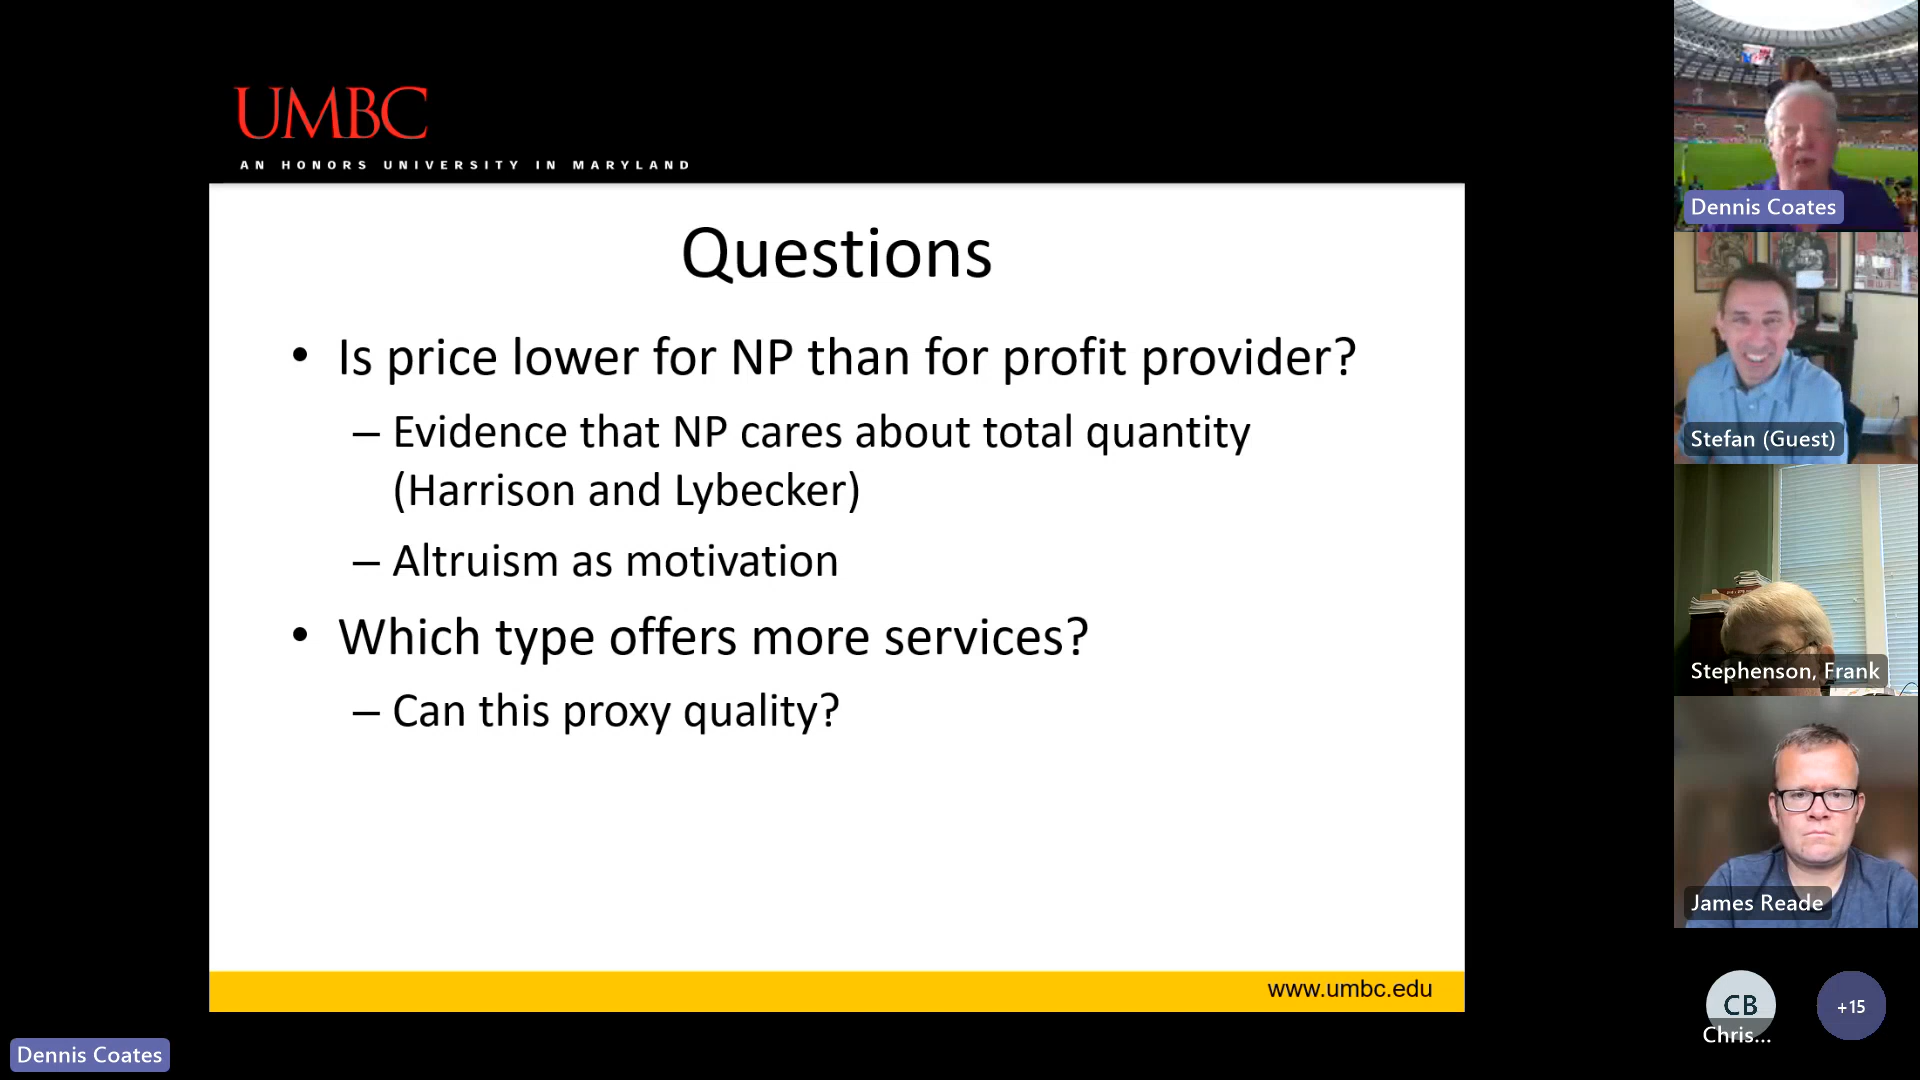 UMBC
AN HONORS UNIVERSITY IN MARYLAND
Questions
• Is price lower for NP than for profit provider?
– Evidence that NP cares about total quantity
(Harrison and Lybecker)
– Altruism as motivation
• Which type offers more services?
– Can this proxy quality?
www.umbc.edu
Dennis Coates
Dennis Coates
Stefan (Guest)
Stephenson, Frank
James Reade
CB
Chris...
+15